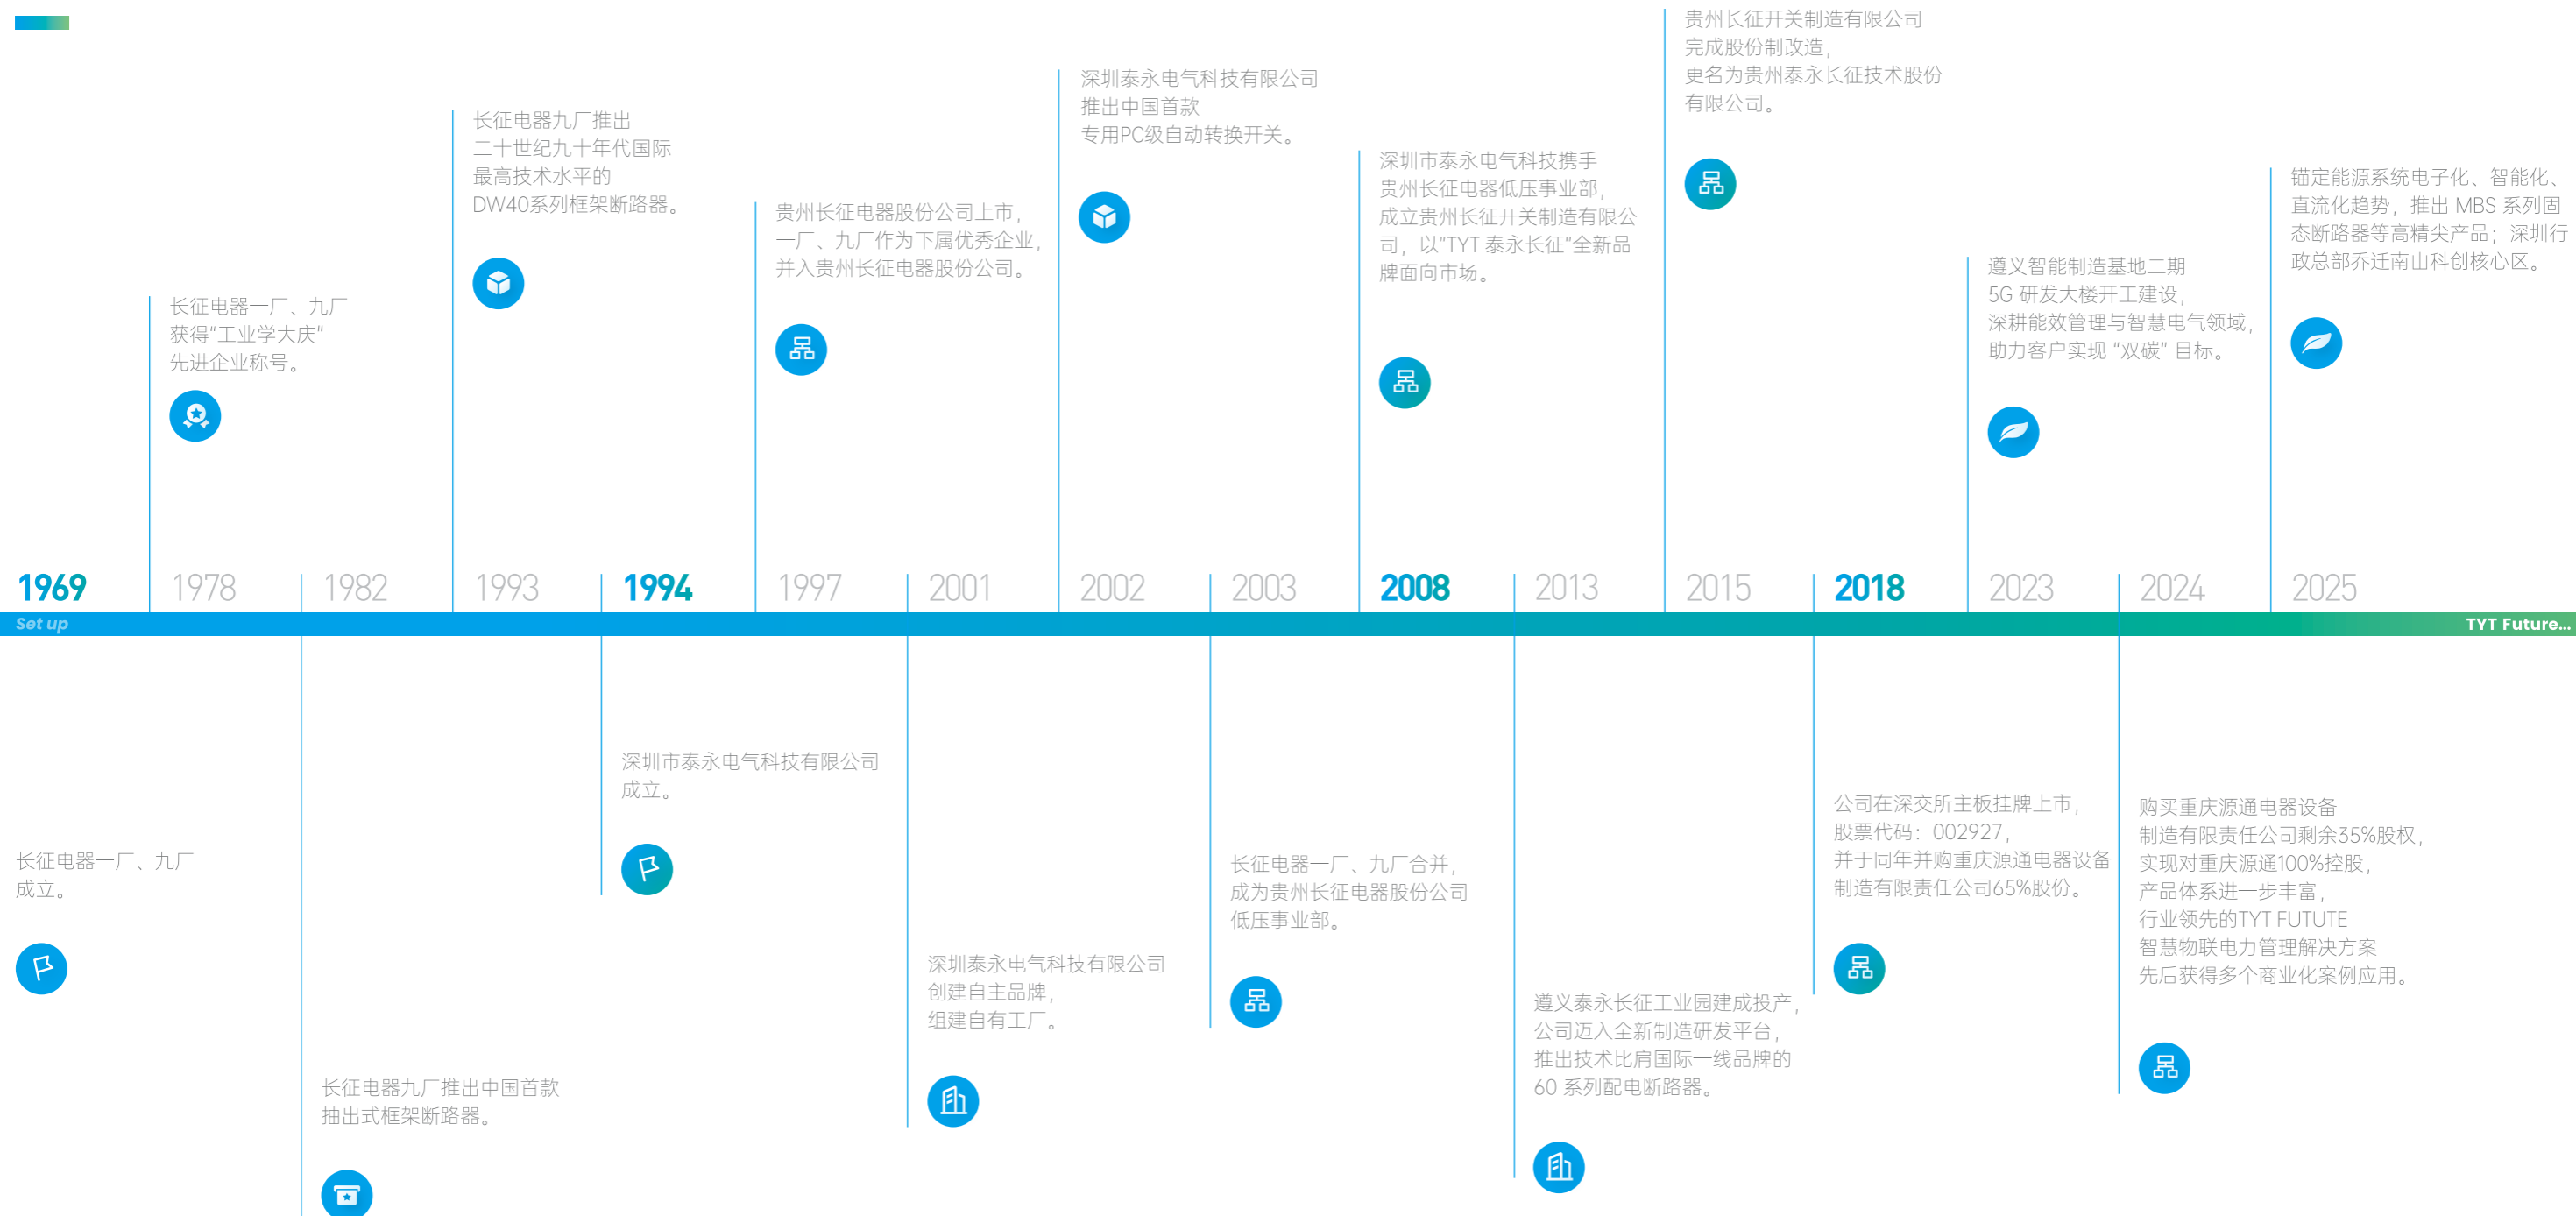 1969
Set up
长征电器一厂、九厂
成立。
1978
长征电器一厂、九厂
获得“工业学大庆”
先进企业称号。
1982
长征电器九厂推出中国首款
抽出式框架断路器。
1993
长征电器九厂推出
二十世纪九十年代国际
最高技术水平的
DW40系列框架断路器。
1994
深圳市泰永电气科技有限公司
成立。
1997
贵州长征电器股份公司上市，
一厂、九厂作为下属优秀企业，
并入贵州长征电器股份公司。
2001
深圳泰永电气科技有限公司
创建自主品牌，
组建自有工厂。
2002
深圳泰永电气科技有限公司
推出中国首款
专用PC级自动转换开关。
2003
长征电器一厂、九厂合并，
成为贵州长征电器股份公司
低压事业部。
2008
深圳市泰永电气科技携手
贵州长征电器低压事业部，
成立贵州长征开关制造有限公
司，以”TYT 泰永长征”全新品
牌面向市场。
2013
遵义泰永长征工业园建成投产，
公司迈入全新制造研发平台，
推出技术比肩国际一线品牌的
60 系列配电断路器。
2015
贵州长征开关制造有限公司
完成股份制改造，
更名为贵州泰永长征技术股份
有限公司。
2018
公司在深交所主板挂牌上市，
股票代码：002927，
并于同年并购重庆源通电器设备
制造有限责任公司65%股份。
2023
遵义智能制造基地二期
5G 研发大楼开工建设，
深耕能效管理与智慧电气领域，
助力客户实现 “双碳” 目标。
2024
购买重庆源通电器设备
制造有限责任公司剩余35%股权，
实现对重庆源通100%控股，
产品体系进一步丰富，
行业领先的TYT FUTUTE
智慧物联电力管理解决方案
先后获得多个商业化案例应用。
2025
锚定能源系统电子化、智能化、
直流化趋势，推出 MBS 系列固
态断路器等高精尖产品；深圳行
政总部乔迁南山科创核心区。
TYT Future...